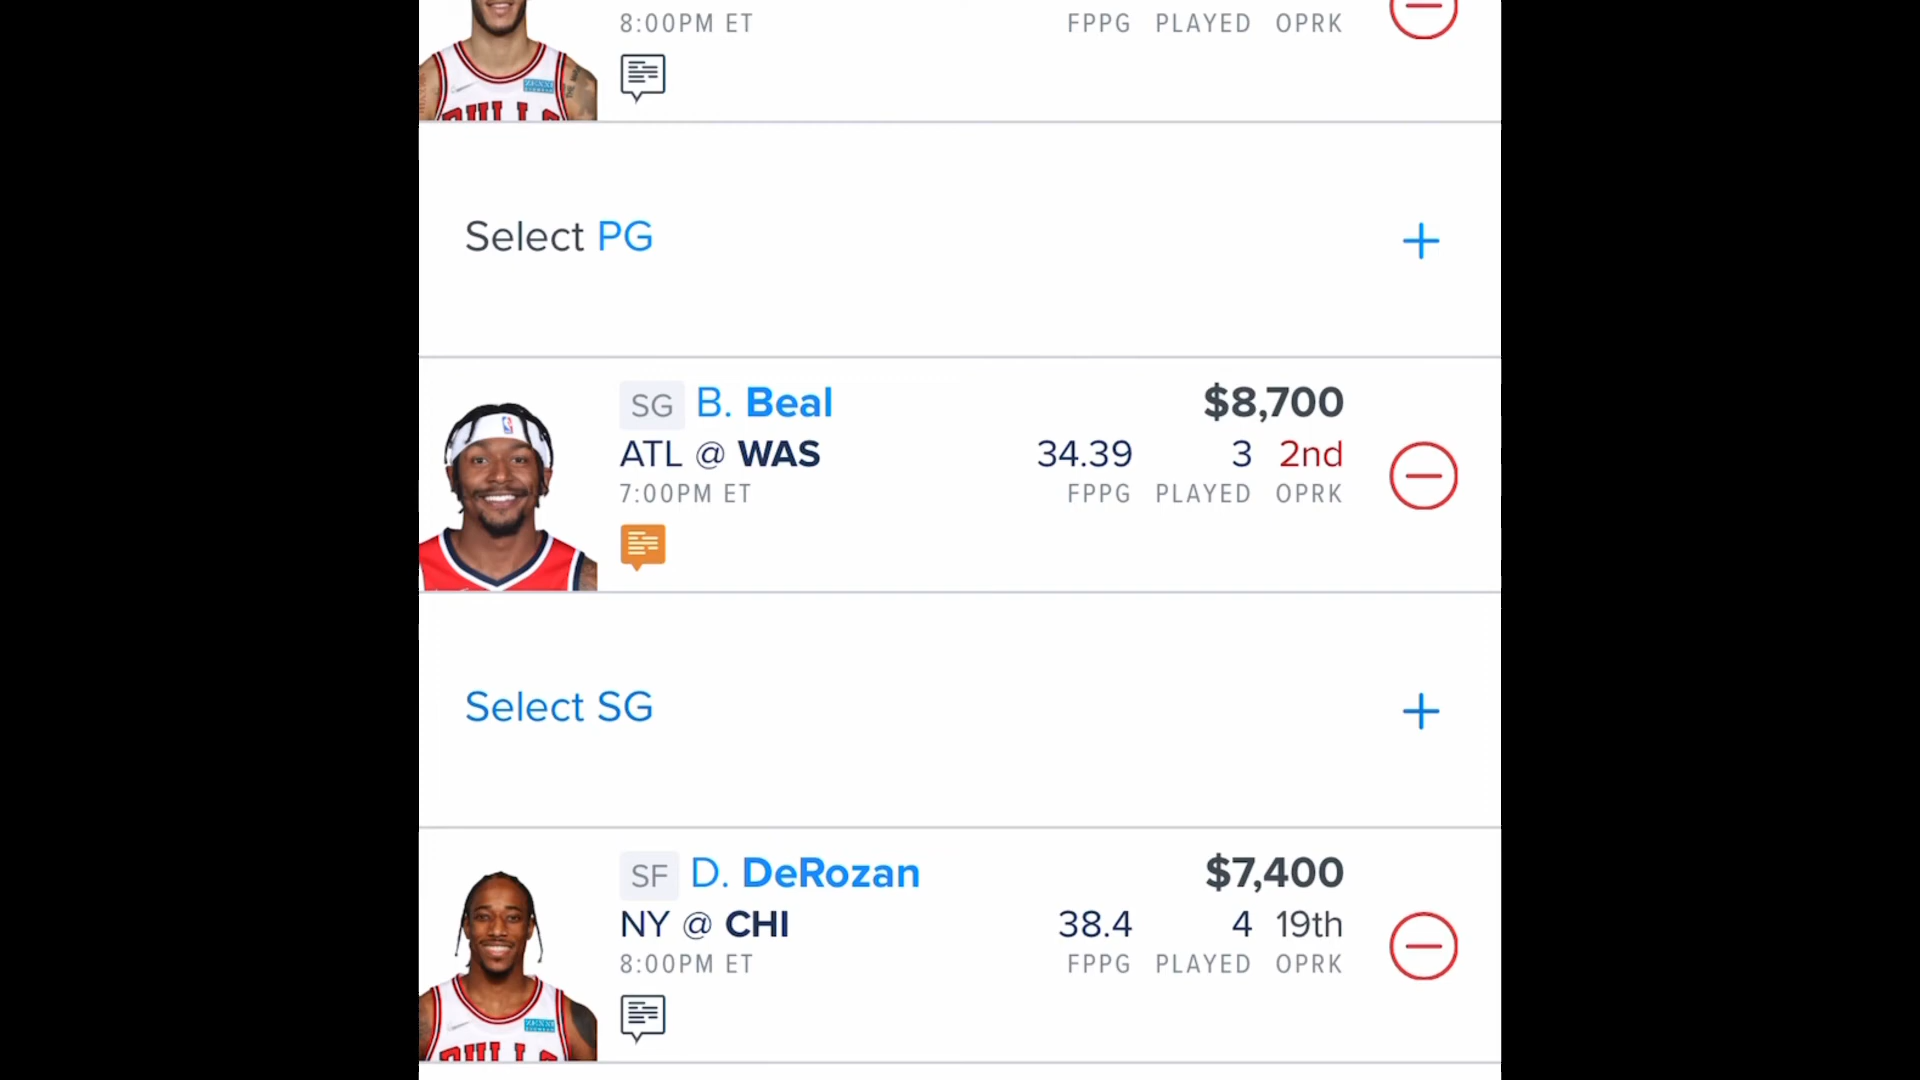 8:00PM ET FPPG PLAYED OPRK
Select PG
SG B. Beal $8,700
ATL @ WAS 34.39 3 2nd
7:00PM ET FPPG PLAYED OPRK
Select SG
SF D. DeRozan $7,400
NY @ CHI 38.4 4 19th
8:00PM ET FPPG PLAYED OPRK